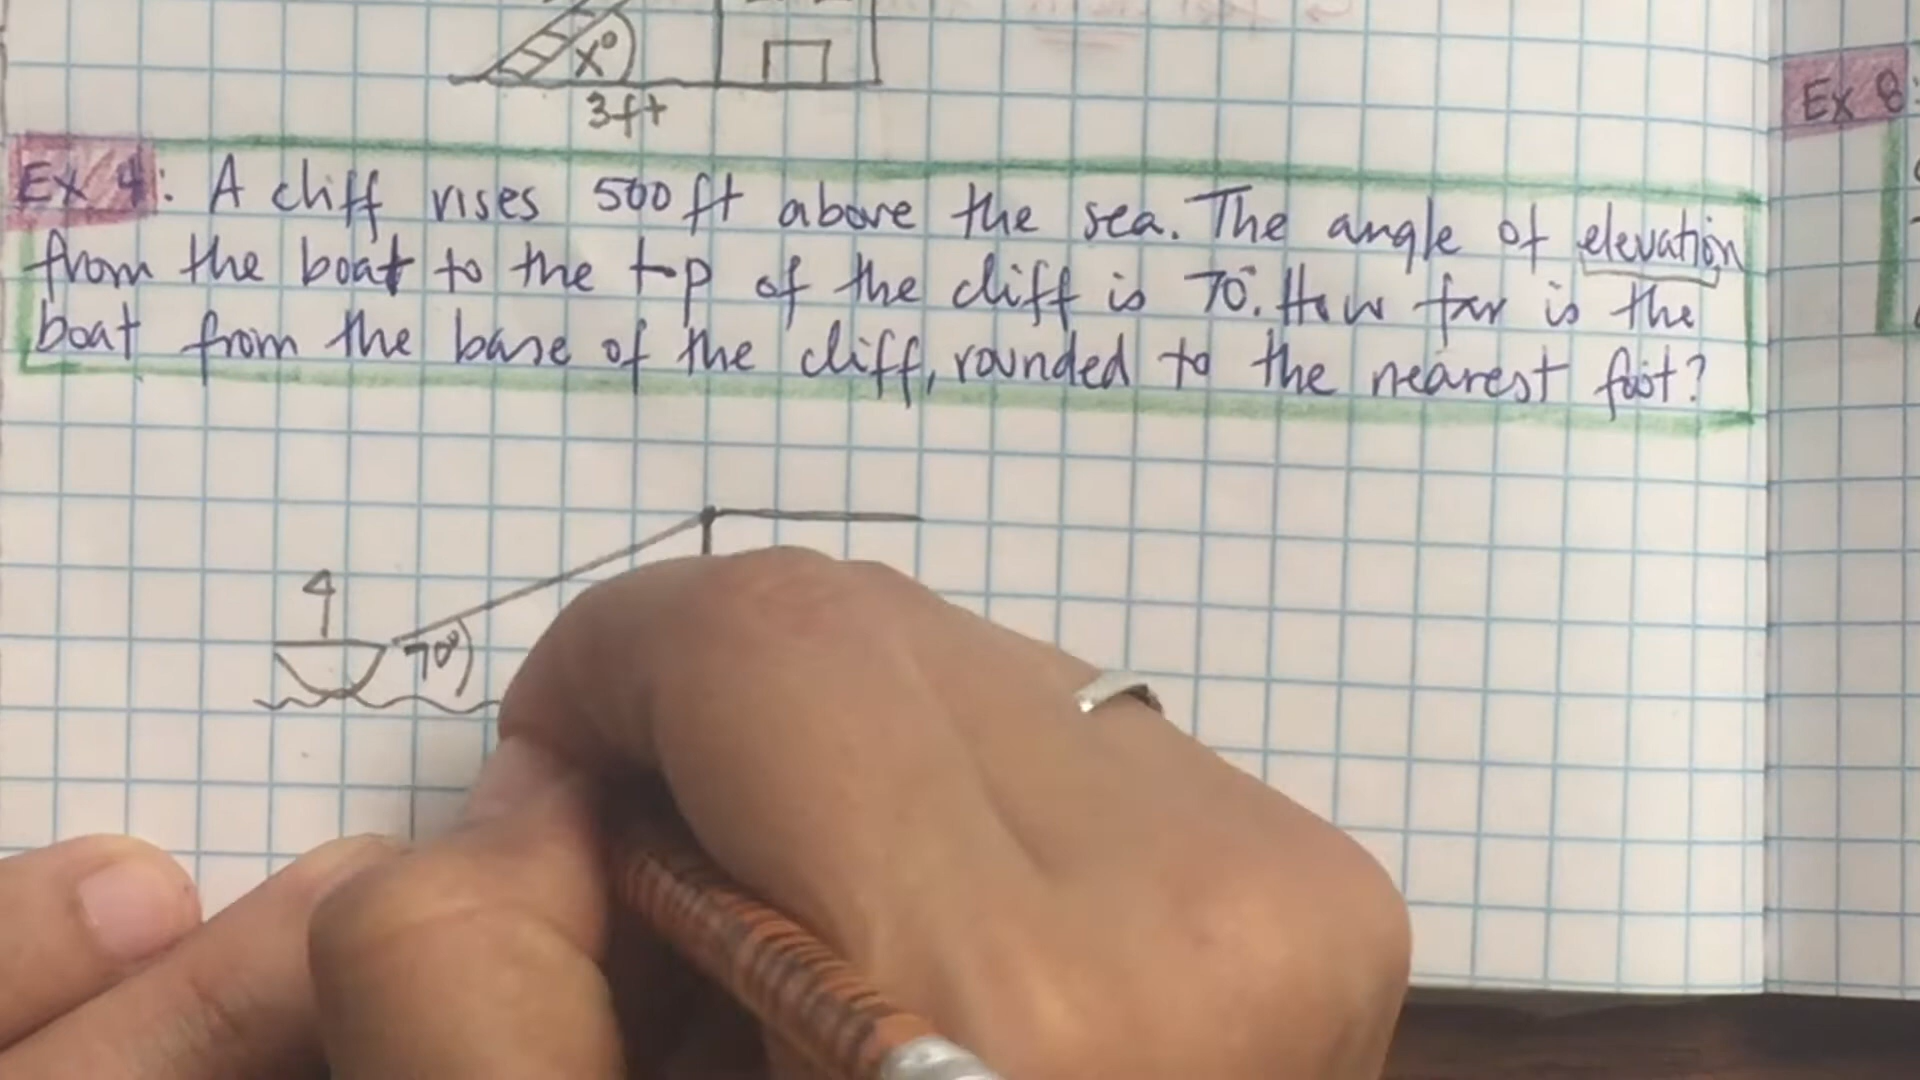 x°
3ft
Ex 4: A cliff rises 500 ft above the sea. The angle of elevation
from the boat to the top of the cliff is 70°. How far is the
boat from the base of the cliff, rounded to the nearest foot?
70°
Ex 8: